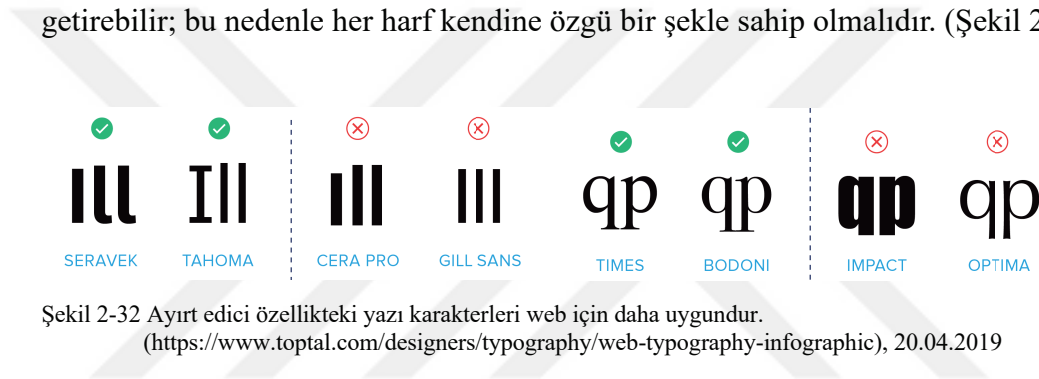 getirebilir; bu nedenle her harf kendine özgü bir şekle sahip olmalıdır. (Şekil 2
Ill Ill Ill Ill qp qp qp qp
SERAVEK TAHOMA CERA PRO GILL SANS TIMES BODONI IMPACT OPTIMA
Şekil 2-32 Ayırt edici özellikteki yazı karakterleri web için daha uygundur.
(https://www.toptal.com/designers/typography/web-typography-infographic), 20.04.2019